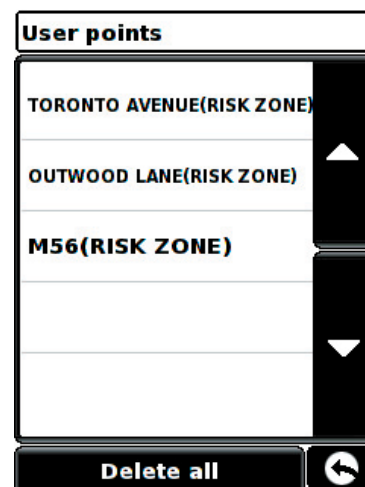 User points
TORONTO AVENUE(RISK ZONE)
OUTWOOD LANE(RISK ZONE)
M56(RISK ZONE)
Delete all